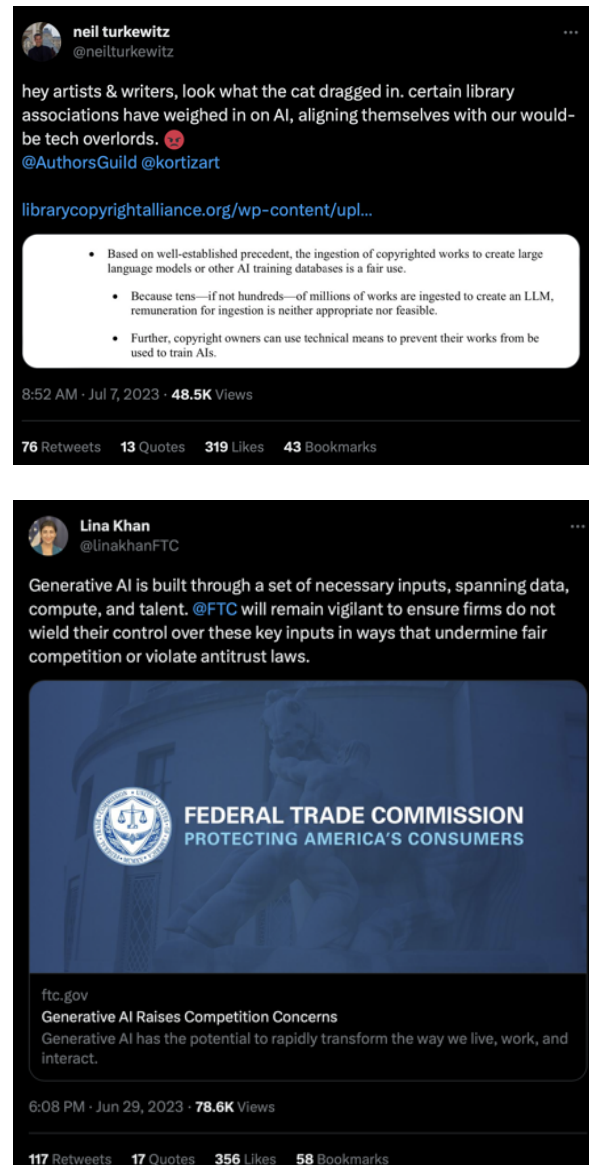 neil turkewitz
@neilturkewitz
hey artists & writers, look what the cat dragged in. certain library
associations have weighed in on AI, aligning themselves with our would-
be tech overlords. 😡
@AuthorsGuild @kortizart
librarycopyrightalliance.org/wp-content/upl...
• Based on well-established precedent, the ingestion of copyrighted works to create large
language models or other AI training databases is a fair use.
• Because tens—if not hundreds—of millions of works are ingested to create an LLM,
remuneration for ingestion is neither appropriate nor feasible.
• Further, copyright owners can use technical means to prevent their works from be
used to train AIs.
8:52 AM · Jul 7, 2023 · 48.5K Views
76 Retweets 13 Quotes 319 Likes 43 Bookmarks
Lina Khan
@linakhanFTC
Generative AI is built through a set of necessary inputs, spanning data,
compute, and talent. @FTC will remain vigilant to ensure firms do not
wield their control over these key inputs in ways that undermine fair
competition or violate antitrust laws.
FEDERAL TRADE COMMISSION
PROTECTING AMERICA'S CONSUMERS
ftc.gov
Generative AI Raises Competition Concerns
Generative AI has the potential to rapidly transform the way we live, work, and
interact.
6:08 PM · Jun 29, 2023 · 78.6K Views
117 Retweets 17 Quotes 356 Likes 58 Bookmarks